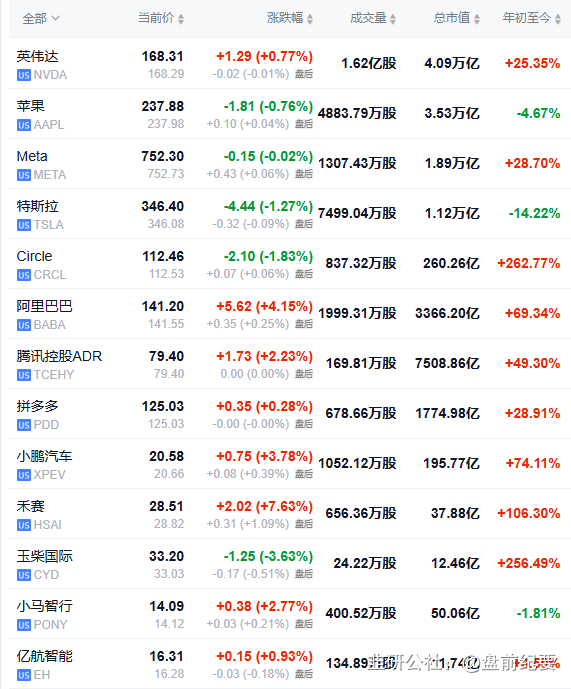 全部 当前价 涨跌幅 成交量 总市值 年初至今
英伟达 168.31 +1.29 (+0.77%) 1.62亿股 4.09万亿 +25.35%
US NVDA 168.29 -0.02 (-0.01%) 盘后
苹果 237.88 -1.81 (-0.76%) 4883.79万股 3.53万亿 -4.67%
US AAPL 237.98 +0.10 (+0.04%) 盘后
Meta 752.30 -0.15 (-0.02%) 1307.43万股 1.89万亿 +28.70%
US META 752.73 +0.43 (+0.06%) 盘后
特斯拉 346.40 -4.44 (-1.27%) 7499.04万股 1.12万亿 -14.22%
US TSLA 346.08 -0.32 (-0.09%) 盘后
Circle 112.46 -2.10 (-1.83%) 837.32万股 260.26亿 +262.77%
US CRCL 112.53 +0.07 (+0.06%) 盘后
阿里巴巴 141.20 +5.62 (+4.15%) 1999.31万股 3366.20亿 +69.34%
US BABA 141.55 +0.35 (+0.25%) 盘后
腾讯控股ADR 79.40 +1.73 (+2.23%) 169.81万股 7508.86亿 +49.30%
US TCEHY 79.40 0.00 (0.00%) 盘后
拼多多 125.03 +0.35 (+0.28%) 678.66万股 1774.98亿 +28.91%
US PDD 125.03 -0.00 (-0.00%) 盘后
小鹏汽车 20.58 +0.75 (+3.78%) 1052.12万股 195.77亿 +74.11%
US XPEV 20.66 +0.08 (+0.39%) 盘后
禾赛 28.51 +2.02 (+7.63%) 656.36万股 37.88亿 +106.30%
US HSAI 28.82 +0.31 (+1.09%) 盘后
玉柴国际 33.20 -1.25 (-3.63%) 24.22万股 12.46亿 +256.49%
US CYD 33.03 -0.17 (-0.51%) 盘后
小马智行 14.09 +0.38 (+2.77%) 400.52万股 50.06亿 -1.81%
US PONY 14.12 +0.03 (+0.21%) 盘后
亿航智能 16.31 +0.15 (+0.93%)
US EH 16.28 -0.03 (-0.18%) 盘后
@盘前纪要